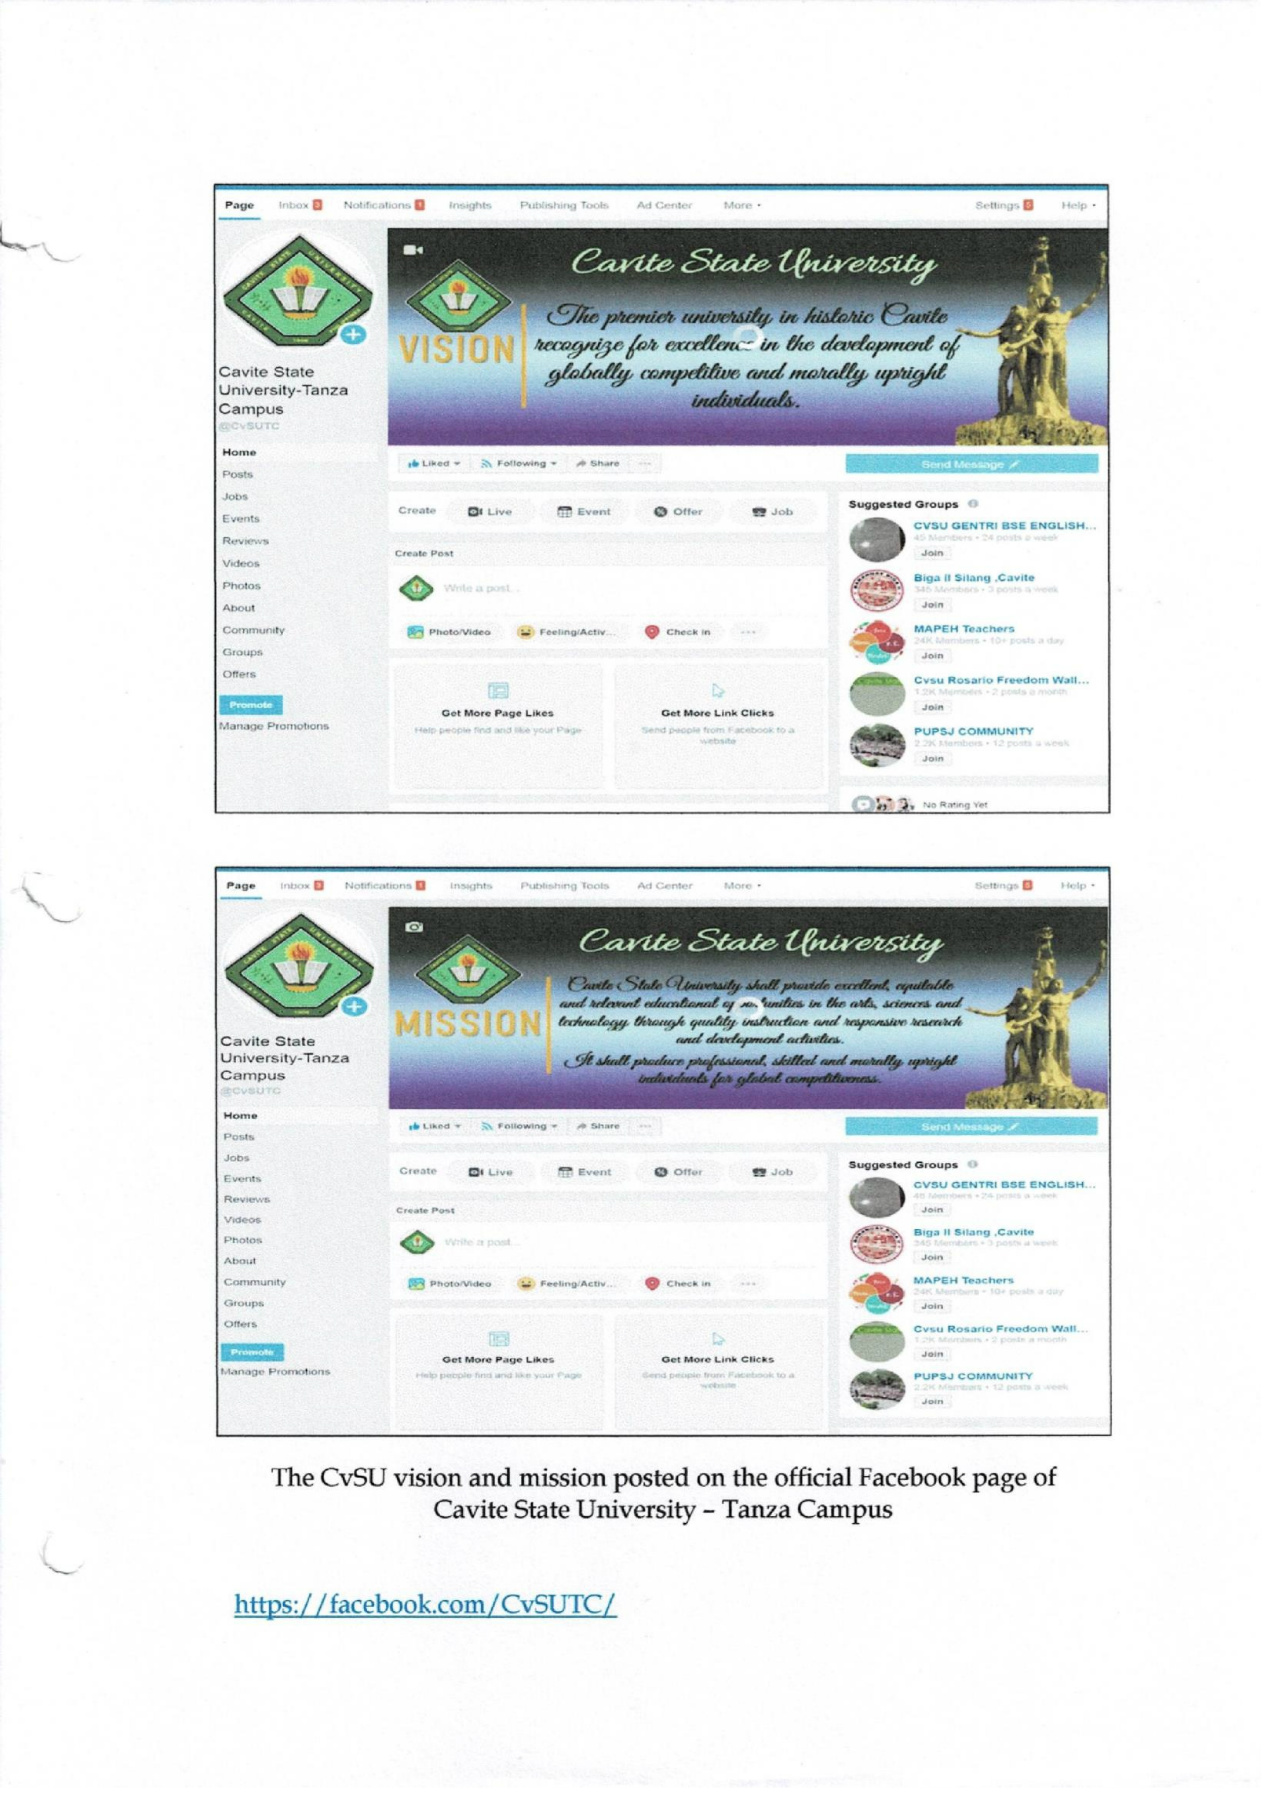 Page Inbox 3 Notifications 1 Insights Publishing Tools Ad Center More Settings 5 Help
CAVITE STATE UNIVERSITY
CAVITE
Cavite State University
VISION
The premier university in historic Cavite
recognize for excellence in the development of
globally competitive and morally upright
individuals.
Cavite State
University-Tanza
Campus
@CvSUTC
Home
Posts
Jobs
Events
Reviews
Videos
Photos
About
Community
Groups
Offers
Promote
Manage Promotions
Liked Following Share ... Send Message
Create Live Event Offer Job
Create Post
Write a post...
Photo/Video Feeling/Activ... Check in ...
Get More Page Likes
Help people find and like your Page
Get More Link Clicks
Send people from Facebook to a
website
Suggested Groups
CVSU GENTRI BSE ENGLISH...
45 Members • 24 posts a week
Join
Biga II Silang ,Cavite
345 Members • 3 posts a week
Join
MAPEH Teachers
24K Members • 10+ posts a day
Join
Cvsu Rosario Freedom Wall...
1.2K Members • 2 posts a month
Join
PUPSJ COMMUNITY
2.2K Members • 12 posts a week
Join
No Rating Yet
Page Inbox 3 Notifications 1 Insights Publishing Tools Ad Center More Settings 5 Help
CAVITE STATE UNIVERSITY
CAVITE
Cavite State University
MISSION
Cavite State University shall provide excellent, equitable
and relevant educational in the arts, sciences and
technology through quality instruction and responsive research
and development activities.
It shall produce professional, skilled and morally upright
individuals for global competitiveness.
Cavite State
University-Tanza
Campus
@CvSUTC
Home
Posts
Jobs
Events
Reviews
Videos
Photos
About
Community
Groups
Offers
Promote
Manage Promotions
Liked Following Share ... Send Message
Create Live Event Offer Job
Create Post
Write a post...
Photo/Video Feeling/Activ... Check in ...
Get More Page Likes
Help people find and like your Page
Get More Link Clicks
Send people from Facebook to a
website
Suggested Groups
CVSU GENTRI BSE ENGLISH...
45 Members • 24 posts a week
Join
Biga II Silang ,Cavite
345 Members • 3 posts a week
Join
MAPEH Teachers
24K Members • 10+ posts a day
Join
Cvsu Rosario Freedom Wall...
1.2K Members • 2 posts a month
Join
PUPSJ COMMUNITY
2.2K Members • 12 posts a week
Join
The CvSU vision and mission posted on the official Facebook page of
Cavite State University – Tanza Campus
https://facebook.com/CvSUTC/